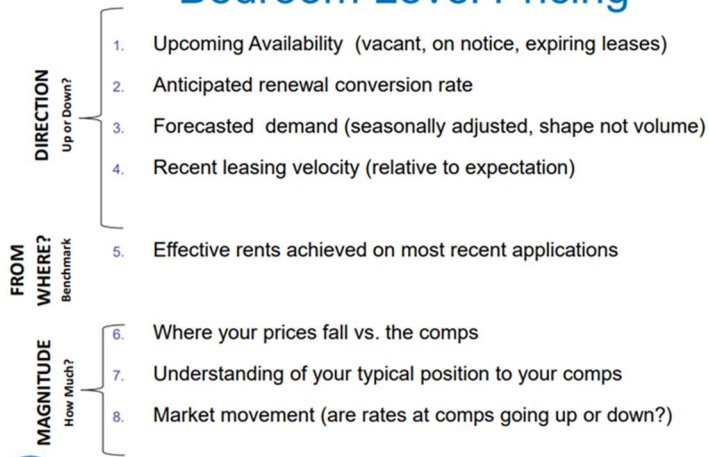 Bedroom Level Pricing
DIRECTION
Up or Down?
1. Upcoming Availability (vacant, on notice, expiring leases)
2. Anticipated renewal conversion rate
3. Forecasted demand (seasonally adjusted, shape not volume)
4. Recent leasing velocity (relative to expectation)
FROM
WHERE?
Benchmark
5. Effective rents achieved on most recent applications
MAGNITUDE
How Much?
6. Where your prices fall vs. the comps
7. Understanding of your typical position to your comps
8. Market movement (are rates at comps going up or down?)